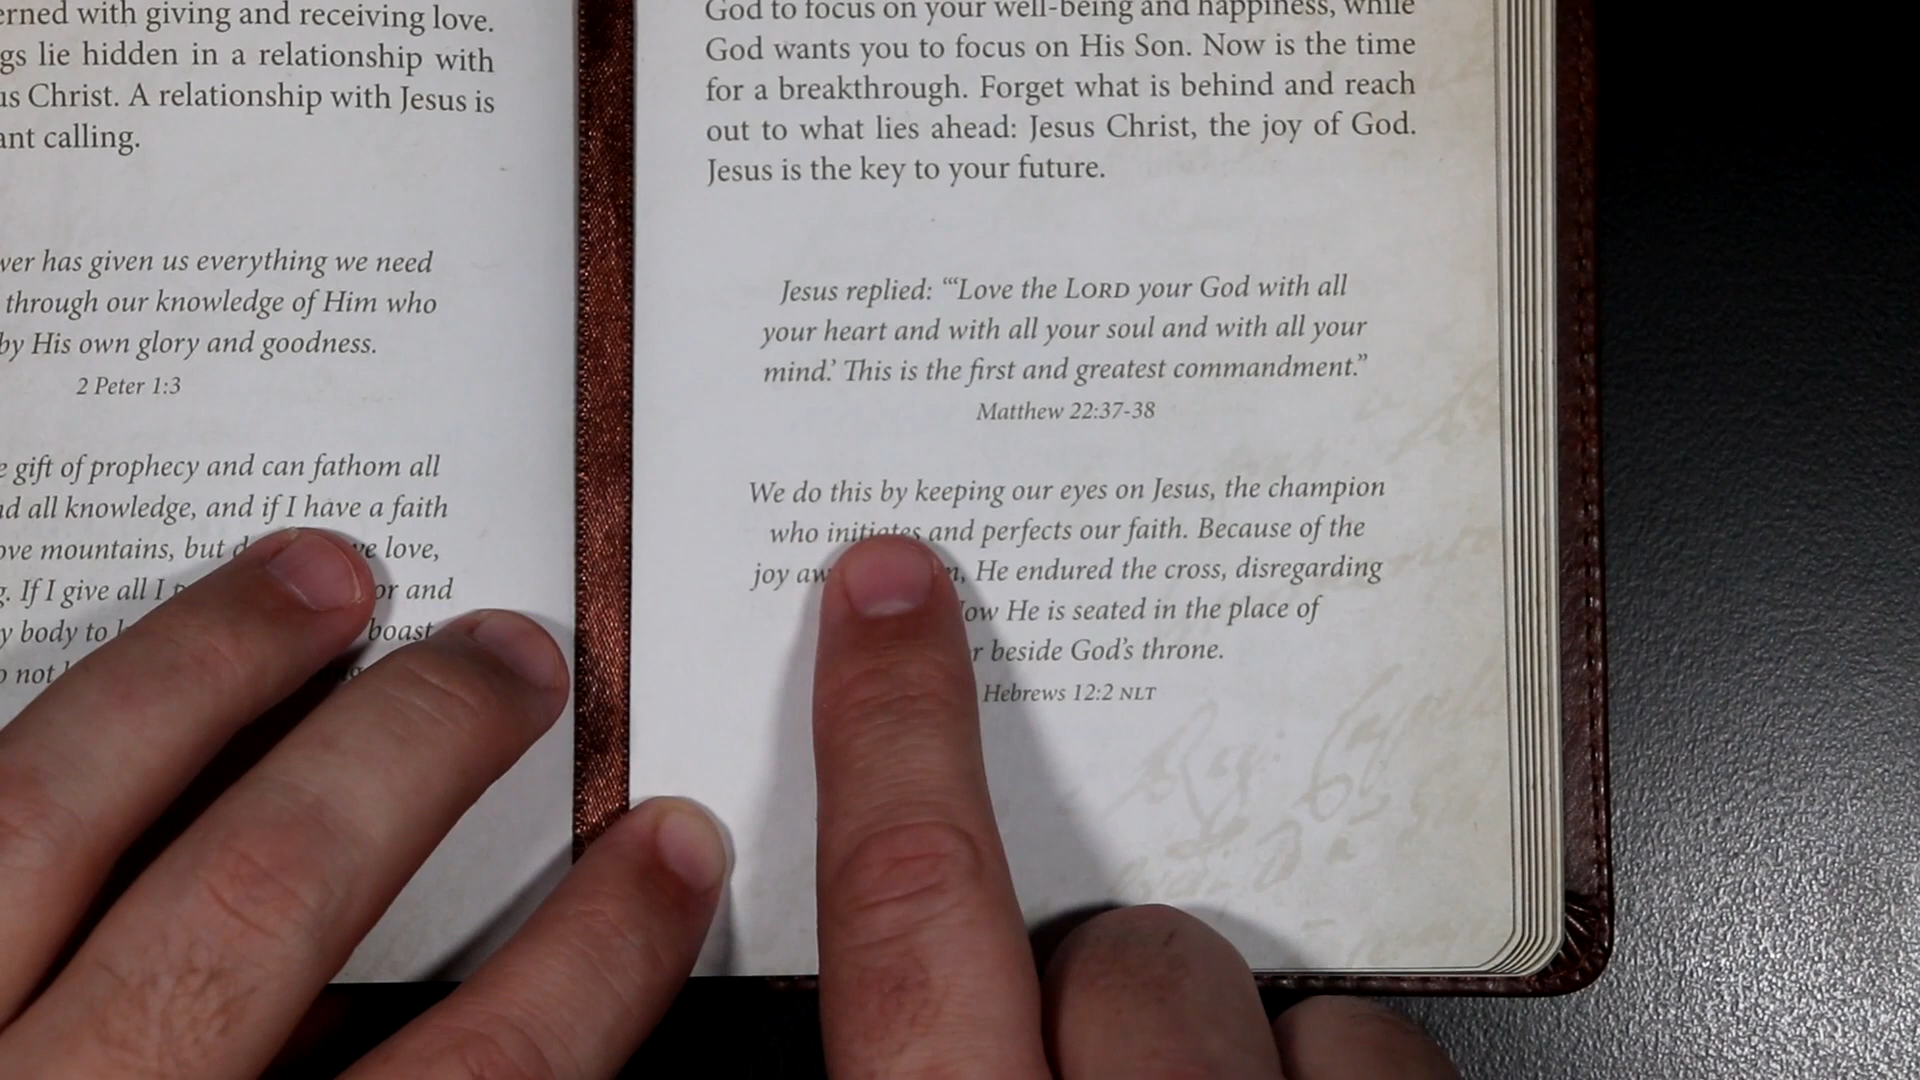 erned with giving and receiving love.
gs lie hidden in a relationship with
us Christ. A relationship with Jesus is
ant calling.
ver has given us everything we need
through our knowledge of Him who
by His own glory and goodness.
2 Peter 1:3
e gift of prophecy and can fathom all
d all knowledge, and if I have a faith
ove mountains, but d ve love,
g. If I give all I or and
y body to boast
o not
God to focus on your well-being and happiness, while
God wants you to focus on His Son. Now is the time
for a breakthrough. Forget what is behind and reach
out to what lies ahead: Jesus Christ, the joy of God.
Jesus is the key to your future.
Jesus replied: “‘Love the LORD your God with all
your heart and with all your soul and with all your
mind.’ This is the first and greatest commandment.”
Matthew 22:37-38
We do this by keeping our eyes on Jesus, the champion
who initiates and perfects our faith. Because of the
joy aw n, He endured the cross, disregarding
ow He is seated in the place of
r beside God’s throne.
Hebrews 12:2 NLT